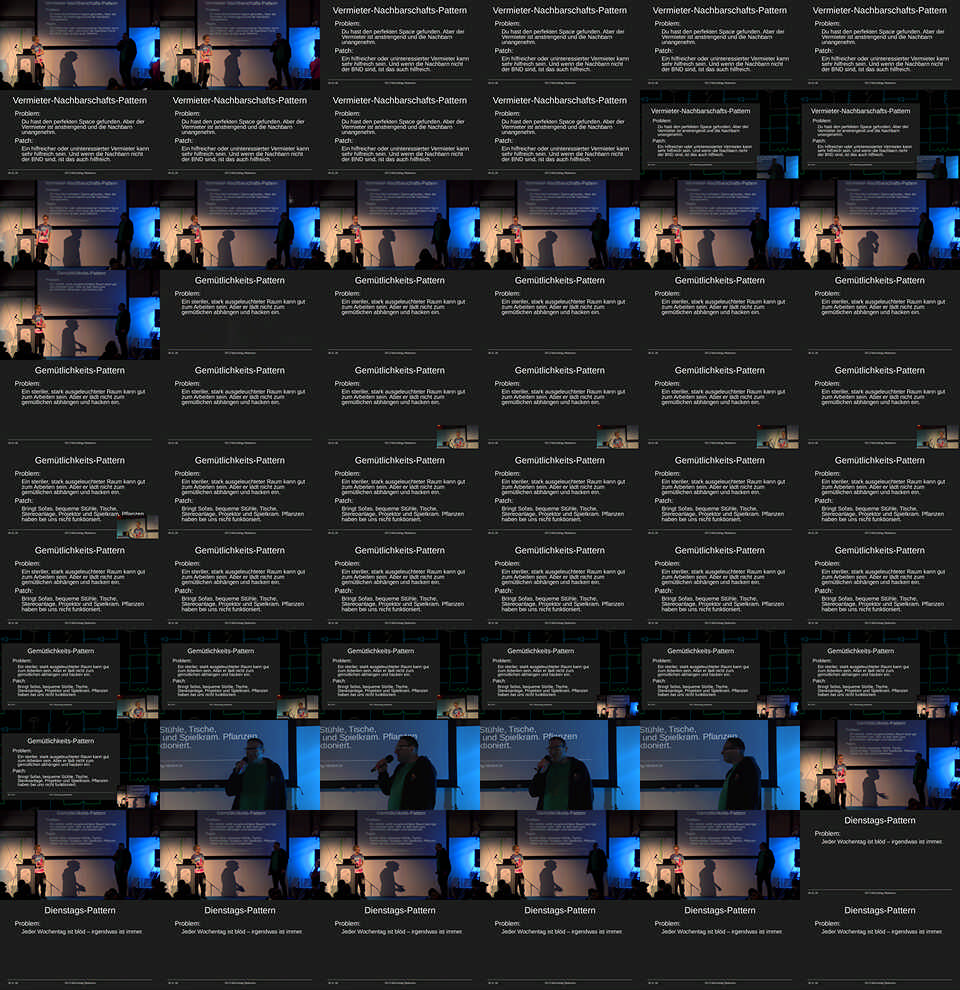 Vermieter-Nachbarschafts-Pattern
Problem:
Du hast den perfekten Space gefunden. Aber der
Vermieter ist anstrengend und die Nachbarn
unangenehm.
Patch:
Ein hilfreicher oder uninteressierter Vermieter kann
sehr hilfreich sein. Und wenn die Nachbarn nicht
der BND sind, ist das auch hilfreich.
Gemütlichkeits-Pattern
Problem:
Ein steriler, stark ausgeleuchteter Raum kann gut
zum Arbeiten sein. Aber er lädt nicht zum
gemütlichen abhängen und hacken ein.
Patch:
Bringt Sofas, bequeme Stühle, Tische,
Stereoanlage, Projektor und Spielkram. Pflanzen
haben bei uns nicht funktioniert.
Stühle, Tische,
und Spielkram. Pflanzen
tioniert.
Dienstags-Pattern
Problem:
Jeder Wochentag ist blöd – irgendwas ist immer.